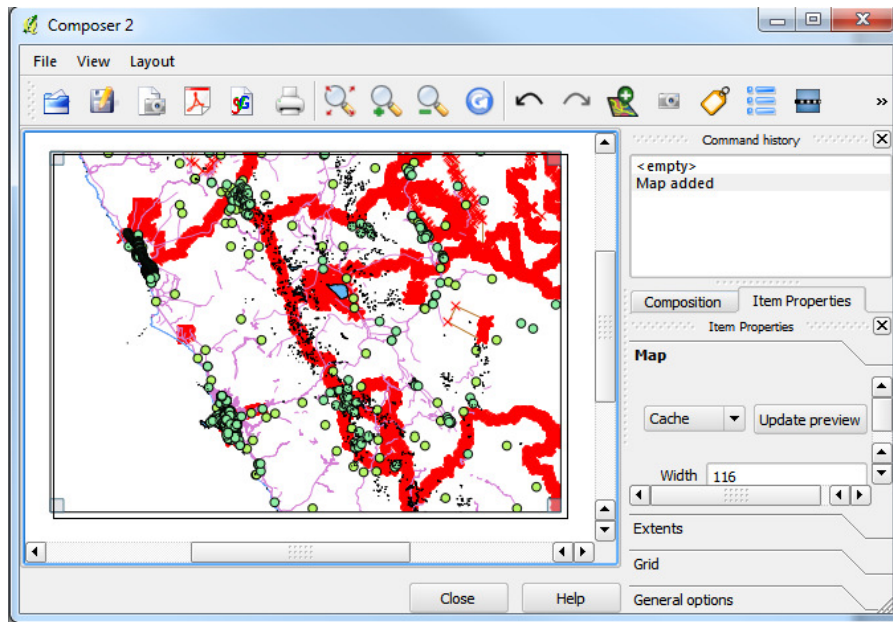 Composer 2
File View Layout
»
Command history
<empty>
Map added
Composition Item Properties
Item Properties
Map
Cache Update preview
Width 116
Extents
Grid
General options
Close Help